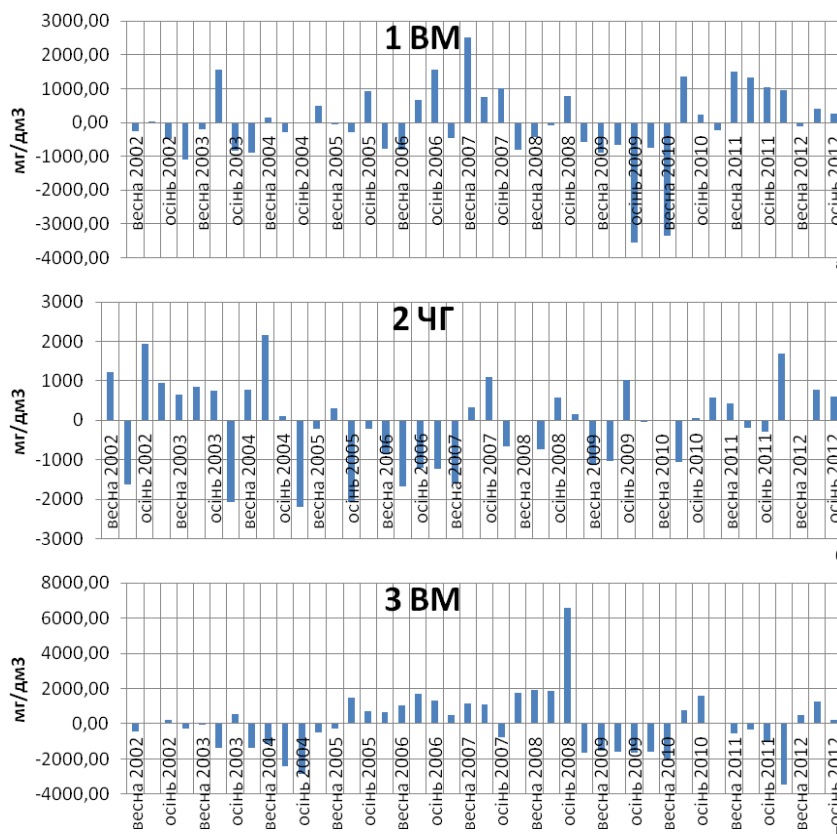 1 ВМ
мг/дм3
3000,00
2000,00
1000,00
0,00
-1000,00
-2000,00
-3000,00
-4000,00
весна 2002
осінь 2002
весна 2003
осінь 2003
весна 2004
осінь 2004
весна 2005
осінь 2005
весна 2006
осінь 2006
весна 2007
осінь 2007
весна 2008
осінь 2008
весна 2009
осінь 2009
весна 2010
осінь 2010
весна 2011
осінь 2011
весна 2012
осінь 2012
2 ЧГ
мг/дм3
3000
2000
1000
0
-1000
-2000
-3000
весна 2002
осінь 2002
весна 2003
осінь 2003
весна 2004
осінь 2004
весна 2005
осінь 2005
весна 2006
осінь 2006
весна 2007
осінь 2007
весна 2008
осінь 2008
весна 2009
осінь 2009
весна 2010
осінь 2010
весна 2011
осінь 2011
весна 2012
осінь 2012
3 ВМ
мг/дм3
8000,00
6000,00
4000,00
2000,00
0,00
-2000,00
-4000,00
весна 2002
осінь 2002
весна 2003
осінь 2003
весна 2004
осінь 2004
весна 2005
осінь 2005
весна 2006
осінь 2006
весна 2007
осінь 2007
весна 2008
осінь 2008
весна 2009
осінь 2009
весна 2010
осінь 2010
весна 2011
осінь 2011
весна 2012
осінь 2012